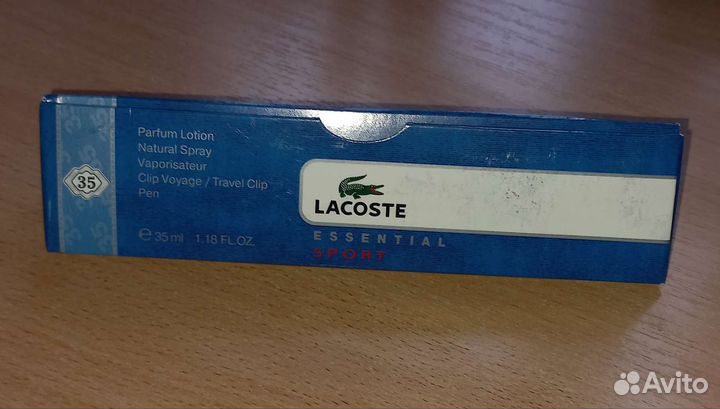 35
Parfum Lotion
Natural Spray
Vaporisateur
Clip Voyage / Travel Clip
Pen
e 35 ml 1.18 FL.OZ.
LACOSTE
ESSENTIAL
SPORT
Avito